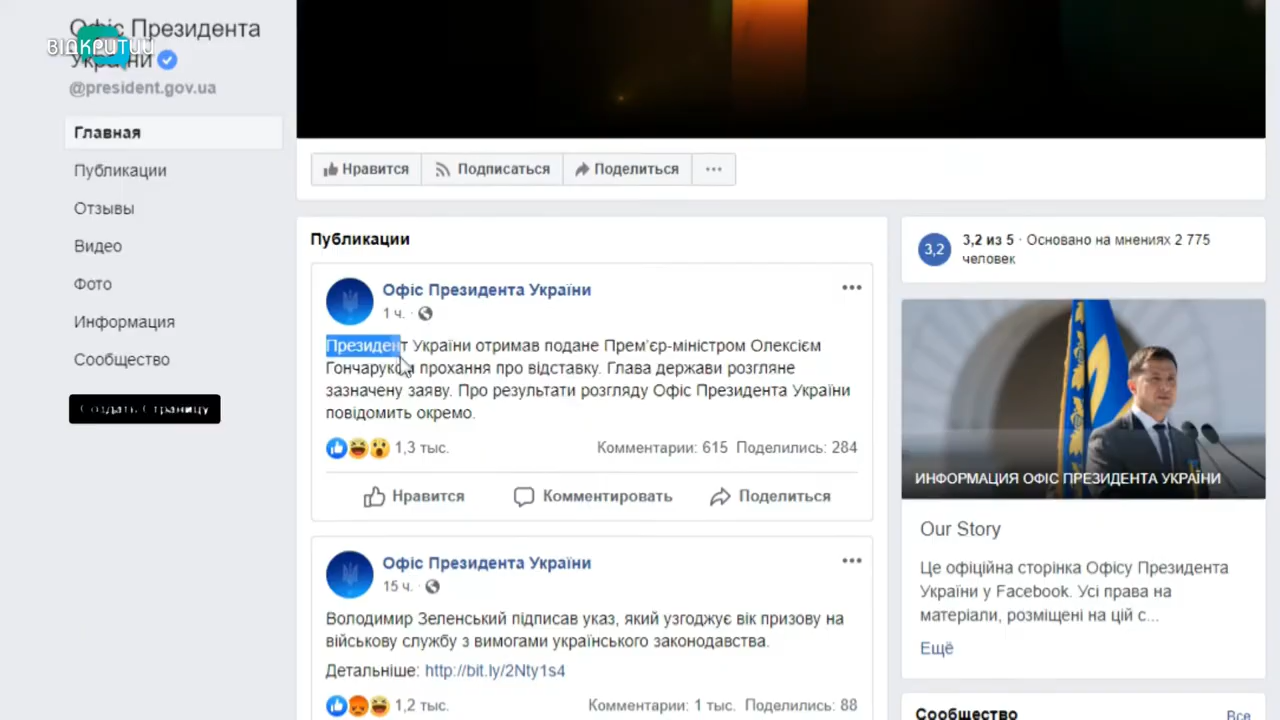 Офіс Президента
України
ВІДКРИТИЙ
@president.gov.ua
Главная
Публикации
Отзывы
Видео
Фото
Информация
Сообщество
Создать Страницу
Нравится
Подписаться
Поделиться
Публикации
Офіс Президента України
1 ч. ·
Президент України отримав подане Прем'єр-міністром Олексієм
Гончаруком прохання про відставку. Глава держави розгляне
зазначену заяву. Про результати розгляду Офіс Президента України
повідомить окремо.
1,3 тыс.
Комментарии: 615 Поделились: 284
Нравится
Комментировать
Поделиться
Офіс Президента України
15 ч. ·
Володимир Зеленський підписав указ, який узгоджує вік призову на
військову службу з вимогами українського законодавства.
Детальніше: http://bit.ly/2Nty1s4
1,2 тыс.
Комментарии: 1 тыс. Поделились: 88
3,2
3,2 из 5 · Основано на мнениях 2 775
человек
ИНФОРМАЦИЯ ОФІС ПРЕЗИДЕНТА УКРАЇНИ
Our Story
Це офіційна сторінка Офісу Президента
України у Facebook. Усі права на
матеріали, розміщені на цій с...
Ещё
Сообщество
Все